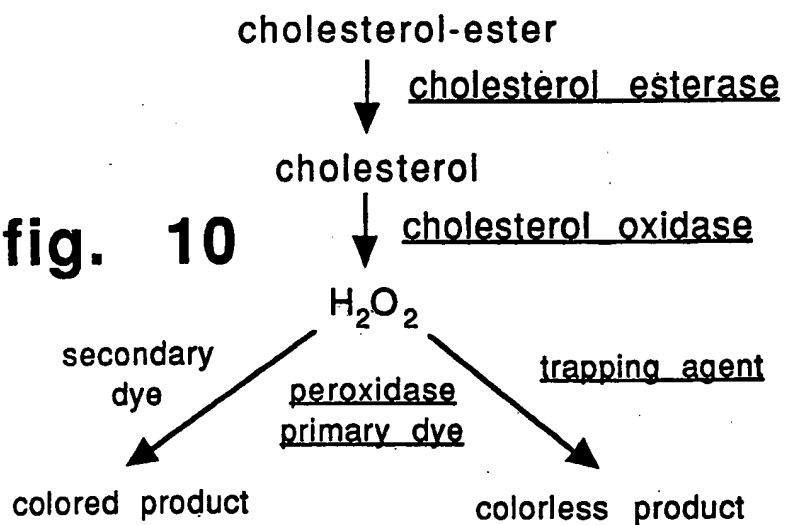 cholesterol-ester
cholesterol esterase
cholesterol
fig. 10
cholesterol oxidase
H₂O₂
secondary
dye
peroxidase
primary dye
trapping agent
colored product
colorless product